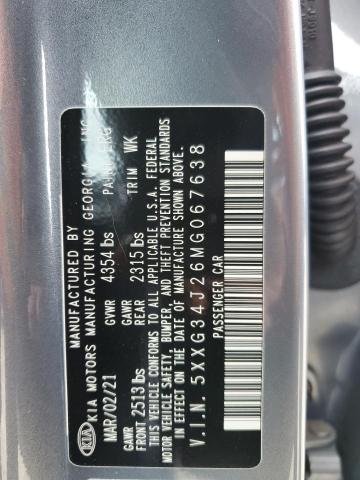 MANUFACTURED BY
KIA KIA MOTORS MANUFACTURING GEORGIA, INC.
MAR/02/21 GVWR 4354 lbs PAINT
GAWR FRONT 2513 lbs GAWR REAR 2315 lbs TRIM WK
THIS VEHICLE CONFORMS TO ALL APPLICABLE U.S.A. FEDERAL
MOTOR VEHICLE SAFETY, BUMPER, AND THEFT PREVENTION STANDARDS
IN EFFECT ON THE DATE OF MANUFACTURE SHOWN ABOVE.
V.I.N. 5XXG34J26MG067638
PASSENGER CAR